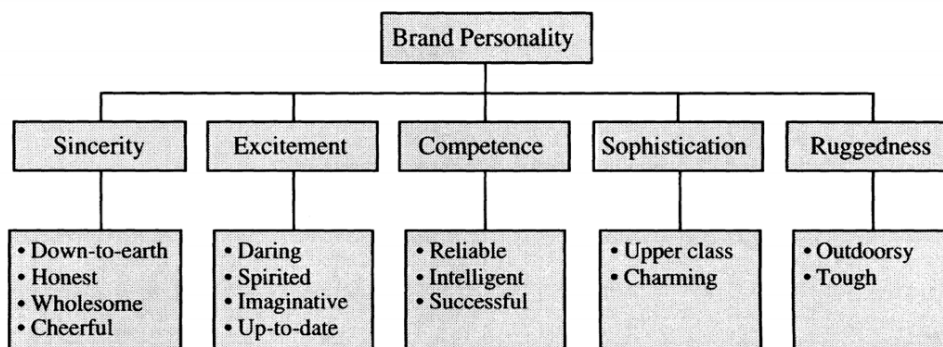 Brand Personality
Sincerity
Excitement
Competence
Sophistication
Ruggedness
• Down-to-earth
• Honest
• Wholesome
• Cheerful
• Daring
• Spirited
• Imaginative
• Up-to-date
• Reliable
• Intelligent
• Successful
• Upper class
• Charming
• Outdoorsy
• Tough